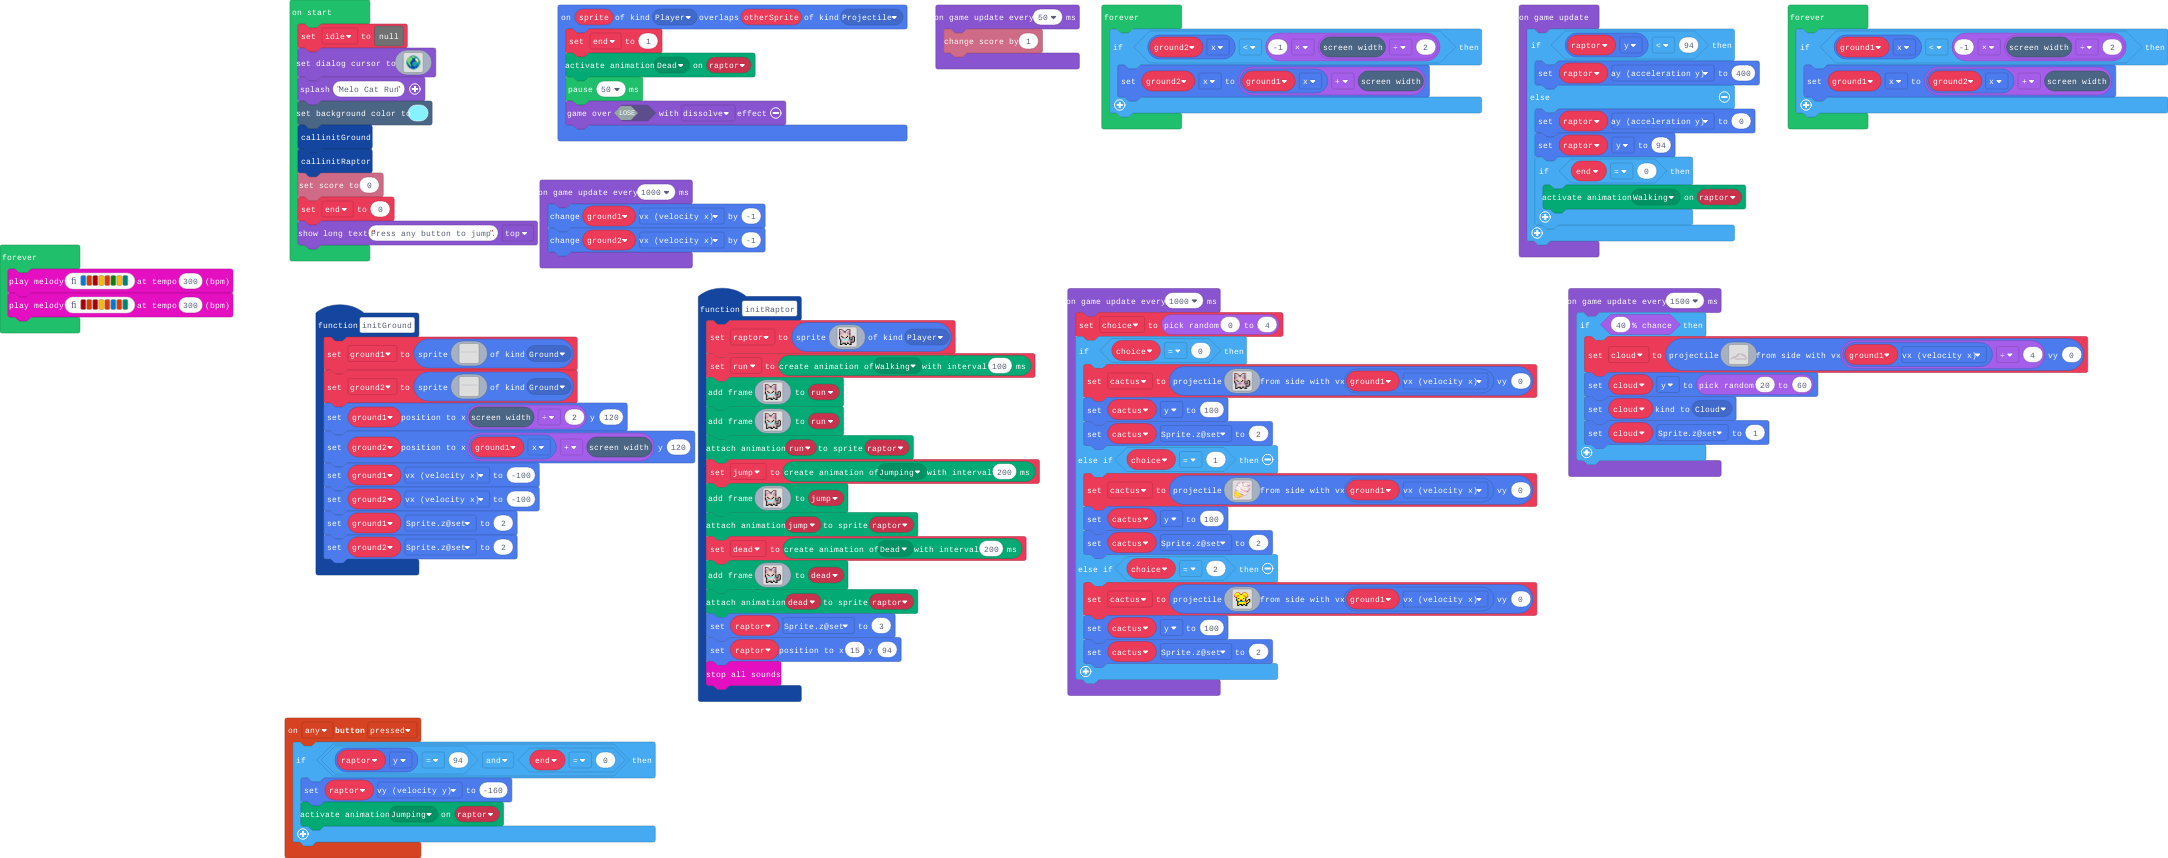 on start
set idle to null
set dialog cursor to
splash "Melo Cat Run"
set background color to
call initGround
call initRaptor
set score to 0
set end to 0
show long text "Press any button to jump". top
on sprite of kind Player overlaps otherSprite of kind Projectile
set end to 1
activate animation Dead on raptor
pause 50 ms
game over LOSE with dissolve effect
on game update every 50 ms
change score by 1
forever
if ground2 x < -1 × screen width ÷ 2 then
set ground2 x to ground1 x + screen width
on game update
if raptor y < 94 then
set raptor ay (acceleration y) to 400
else
set raptor ay (acceleration y) to 0
set raptor y to 94
if end = 0 then
activate animation Walking on raptor
forever
if ground1 x < -1 × screen width ÷ 2 then
set ground1 x to ground2 x + screen width
on game update every 1000 ms
change ground1 vx (velocity x) by -1
change ground2 vx (velocity x) by -1
forever
play melody at tempo 300 (bpm)
play melody at tempo 300 (bpm)
function initGround
set ground1 to sprite of kind Ground
set ground2 to sprite of kind Ground
set ground1 position to x screen width ÷ 2 y 120
set ground2 position to x ground1 x + screen width y 120
set ground1 vx (velocity x) to -100
set ground2 vx (velocity x) to -100
set ground1 Sprite.z@set to 2
set ground2 Sprite.z@set to 2
function initRaptor
set raptor to sprite of kind Player
set run to create animation of Walking with interval 100 ms
add frame to run
add frame to run
attach animation run to sprite raptor
set jump to create animation of Jumping with interval 200 ms
add frame to jump
attach animation jump to sprite raptor
set dead to create animation of Dead with interval 200 ms
add frame to dead
attach animation dead to sprite raptor
set raptor Sprite.z@set to 3
set raptor position to x 15 y 94
stop all sounds
on game update every 1000 ms
set choice to pick random 0 to 4
if choice = 0 then
set cactus to projectile from side with vx ground1 vx (velocity x) vy 0
set cactus y to 100
set cactus Sprite.z@set to 2
else if choice = 1 then
set cactus to projectile from side with vx ground1 vx (velocity x) vy 0
set cactus y to 100
set cactus Sprite.z@set to 2
else if choice = 2 then
set cactus to projectile from side with vx ground1 vx (velocity x) vy 0
set cactus y to 100
set cactus Sprite.z@set to 2
on game update every 1500 ms
if 40 % chance then
set cloud to projectile from side with vx ground1 vx (velocity x) ÷ 4 vy 0
set cloud y to pick random 20 to 60
set cloud kind to Cloud
set cloud Sprite.z@set to 1
on any button pressed
if raptor y = 94 and end = 0 then
set raptor vy (velocity y) to -160
activate animation Jumping on raptor